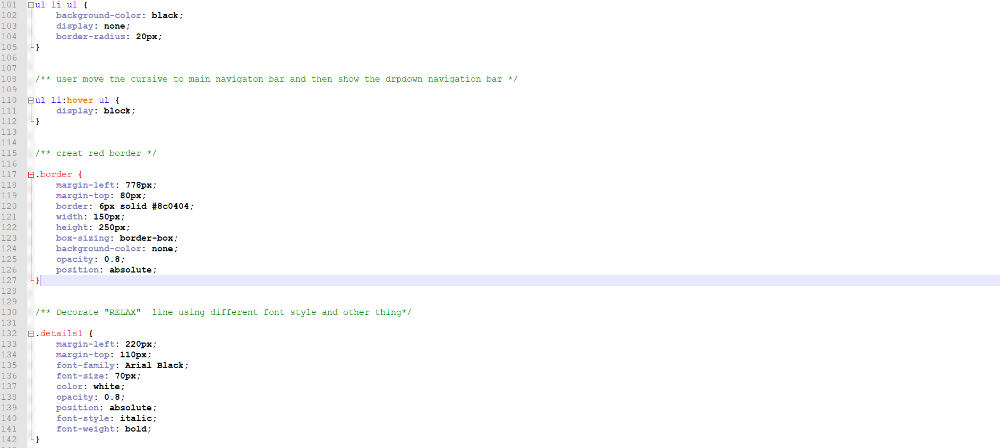 101 ul li ul {
102     background-color: black;
103     display: none;
104     border-radius: 20px;
105 }
106
107
108 /** user move the cursive to main navigaton bar and then show the drpdown navigation bar */
109
110 ul li:hover ul {
111     display: block;
112 }
113
114
115 /** creat red border */
116
117 .border {
118     margin-left: 778px;
119     margin-top: 80px;
120     border: 6px solid #8c0404;
121     width: 150px;
122     height: 250px;
123     box-sizing: border-box;
124     background-color: none;
125     opacity: 0.8;
126     position: absolute;
127 }
128
129
130 /** Decorate "RELAX"  line using different font style and other thing*/
131
132 .details1 {
133     margin-left: 220px;
134     margin-top: 110px;
135     font-family: Arial Black;
136     font-size: 70px;
137     color: white;
138     opacity: 0.8;
139     position: absolute;
140     font-style: italic;
141     font-weight: bold;
142 }